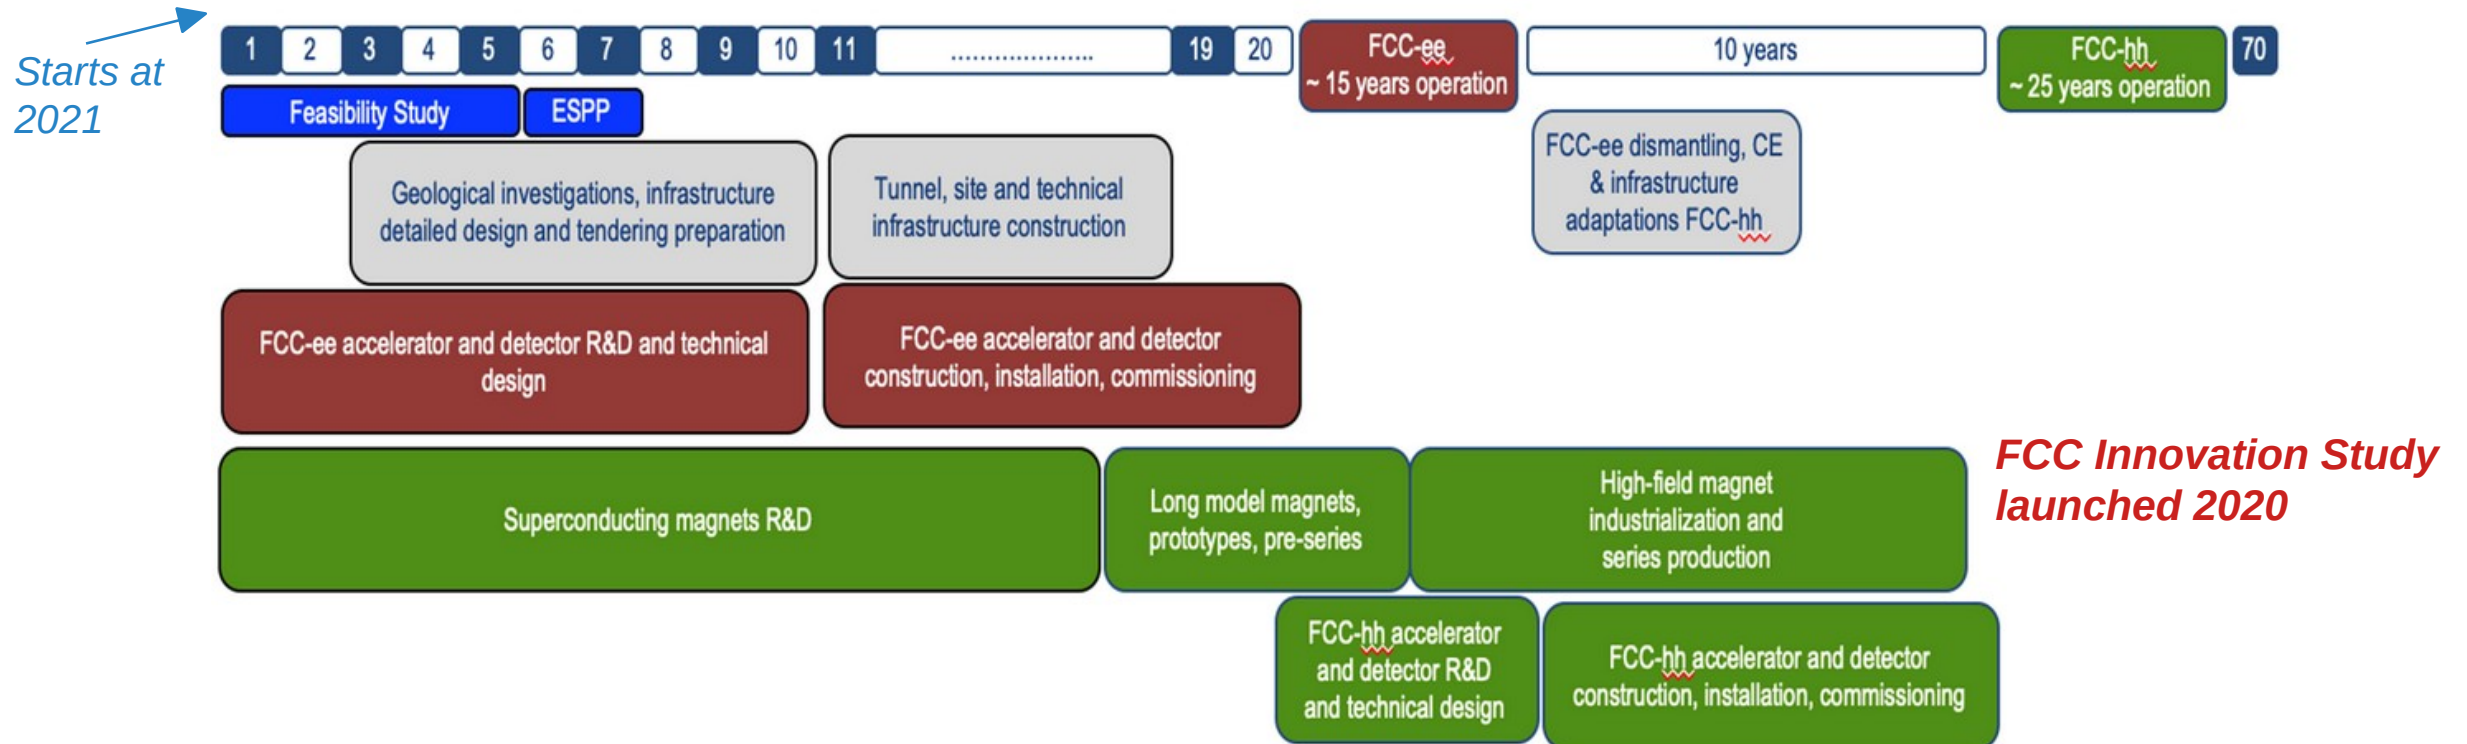 Starts at
2021
1 2 3 4 5 6 7 8 9 10 11 .................... 19 20
FCC-ee
~ 15 years operation
10 years
FCC-hh
~ 25 years operation
70
Feasibility Study
ESPP
Geological investigations, infrastructure
detailed design and tendering preparation
Tunnel, site and technical
infrastructure construction
FCC-ee dismantling, CE
& infrastructure
adaptations FCC-hh
FCC-ee accelerator and detector R&D and technical
design
FCC-ee accelerator and detector
construction, installation, commissioning
Superconducting magnets R&D
Long model magnets,
prototypes, pre-series
High-field magnet
industrialization and
series production
FCC Innovation Study
launched 2020
FCC-hh accelerator
and detector R&D
and technical design
FCC-hh accelerator and detector
construction, installation, commissioning